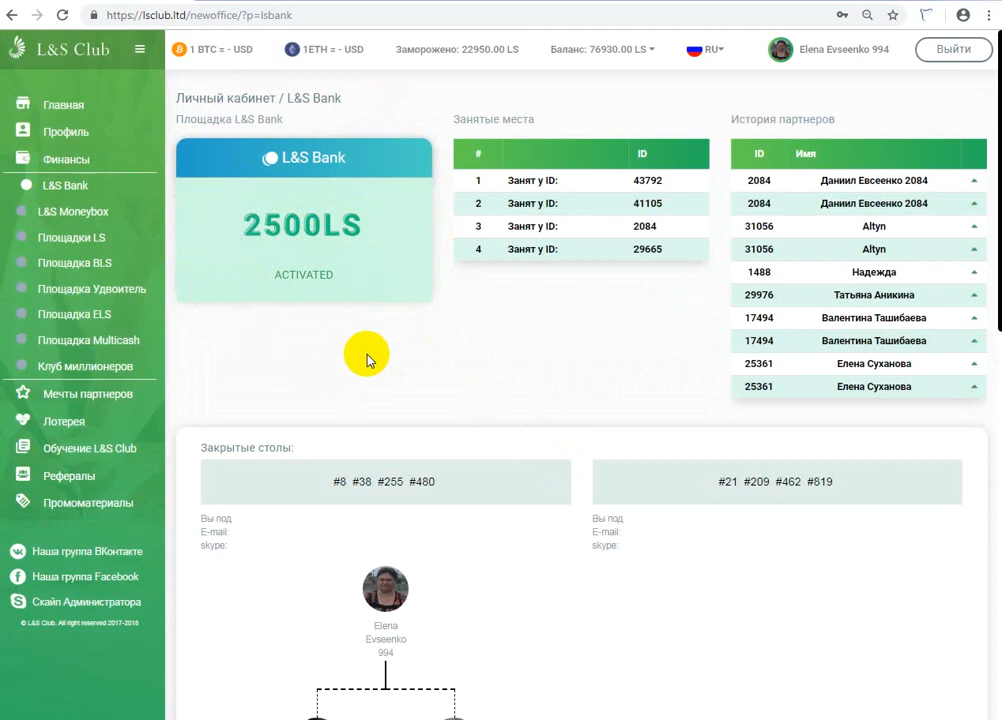 https://lsclub.ltd/newoffice/?p=lsbank
L&S Club
1 BTC = - USD
1ETH = - USD
Заморожено: 22950.00 LS
Баланс: 76930.00 LS
RU
Elena Evseenko 994
Выйти
Главная
Профиль
Финансы
L&S Bank
L&S Moneybox
Площадки LS
Площадка BLS
Площадка Удвоитель
Площадка ELS
Площадка Multicash
Клуб миллионеров
Мечты партнеров
Лотерея
Обучение L&S Club
Рефералы
Промоматериалы
Наша группа ВКонтакте
Наша группа Facebook
Скайп Администратора
© L&S Club. All right reserved 2017-2018
Личный кабинет / L&S Bank
Площадка L&S Bank
L&S Bank
2500LS
ACTIVATED
Занятые места
# ID
1 Занят у ID: 43792
2 Занят у ID: 41105
3 Занят у ID: 2084
4 Занят у ID: 29665
История партнеров
ID Имя
2084 Даниил Евсеенко 2084
2084 Даниил Евсеенко 2084
31056 Altyn
31056 Altyn
1488 Надежда
29976 Татьяна Аникина
17494 Валентина Ташибаева
17494 Валентина Ташибаева
25361 Елена Суханова
25361 Елена Суханова
Закрытые столы:
#8 #38 #255 #480
Вы под
E-mail:
skype:
Elena
Evseenko
994
#21 #209 #462 #819
Вы под
E-mail:
skype: